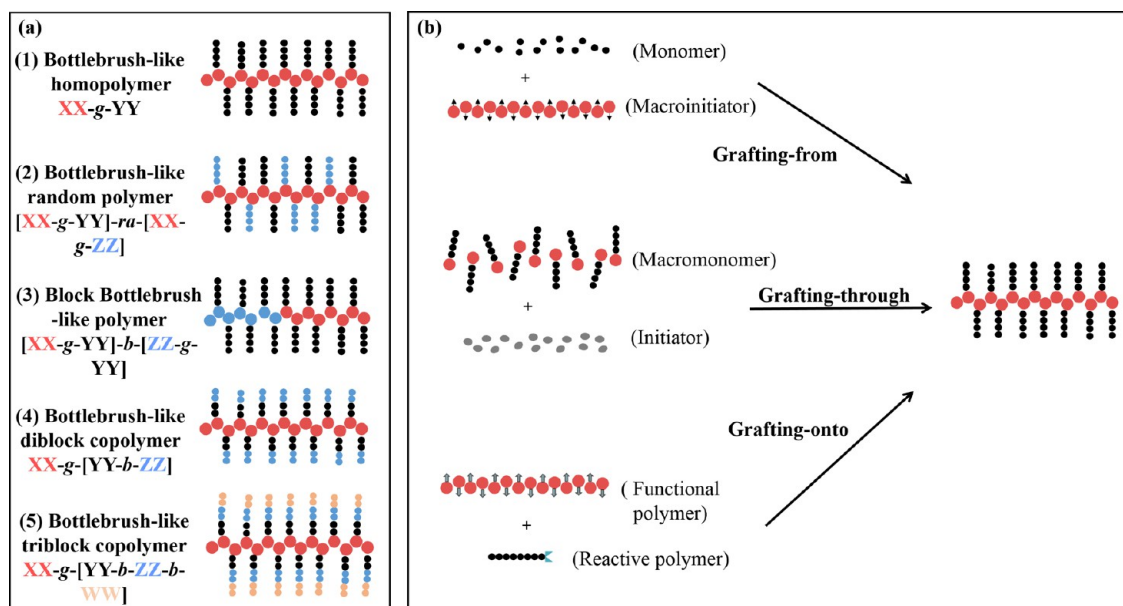 (a)
(1) Bottlebrush-like
homopolymer
XX-g-YY
(2) Bottlebrush-like
random polymer
[XX-g-YY]-ra-[XX-
g-ZZ]
(3) Block Bottlebrush
-like polymer
[XX-g-YY]-b-[ZZ-g-
YY]
(4) Bottlebrush-like
diblock copolymer
XX-g-[YY-b-ZZ]
(5) Bottlebrush-like
triblock copolymer
XX-g-[YY-b-ZZ-b-
WW]
(b)
(Monomer)
+
(Macroinitiator)
Grafting-from
(Macromonomer)
+
(Initiator)
Grafting-through
Grafting-onto
( Functional
polymer)
+
(Reactive polymer)